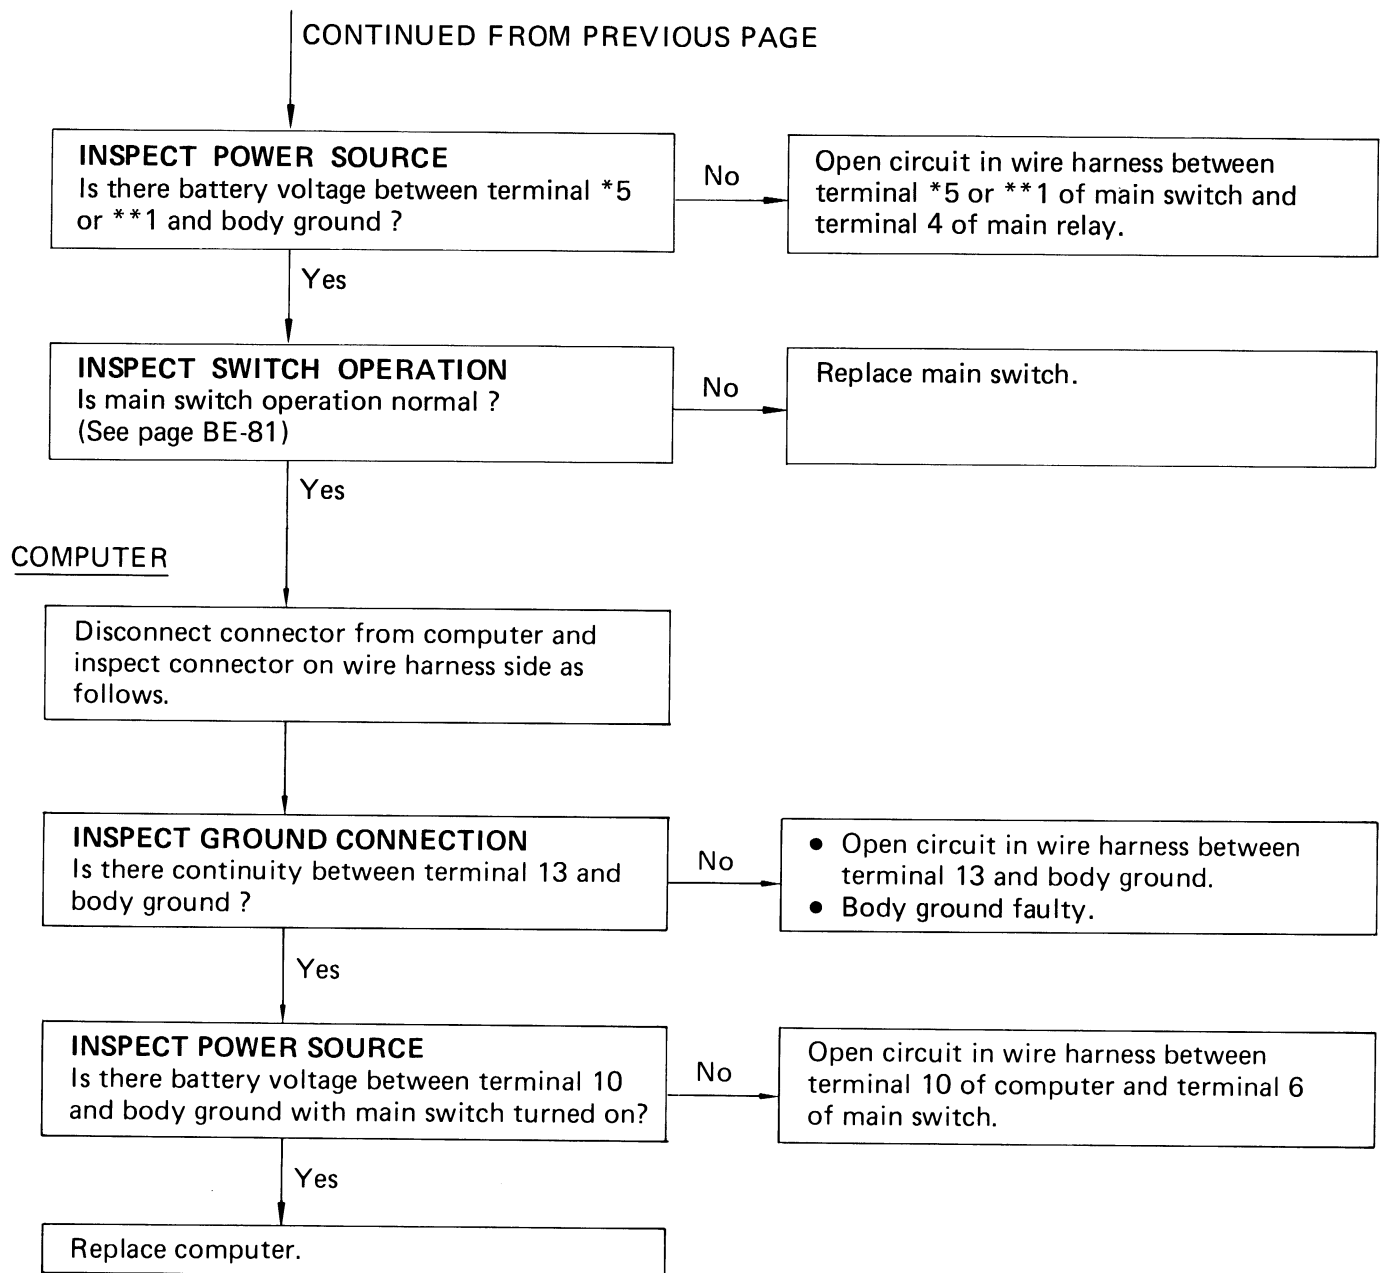 CONTINUED FROM PREVIOUS PAGE
INSPECT POWER SOURCE
Is there battery voltage between terminal *5
or **1 and body ground ?
No
Open circuit in wire harness between
terminal *5 or **1 of main switch and
terminal 4 of main relay.
Yes
INSPECT SWITCH OPERATION
Is main switch operation normal ?
(See page BE-81)
No
Replace main switch.
Yes
COMPUTER
Disconnect connector from computer and
inspect connector on wire harness side as
follows.
INSPECT GROUND CONNECTION
Is there continuity between terminal 13 and
body ground ?
No
● Open circuit in wire harness between
terminal 13 and body ground.
● Body ground faulty.
Yes
INSPECT POWER SOURCE
Is there battery voltage between terminal 10
and body ground with main switch turned on?
No
Open circuit in wire harness between
terminal 10 of computer and terminal 6
of main switch.
Yes
Replace computer.